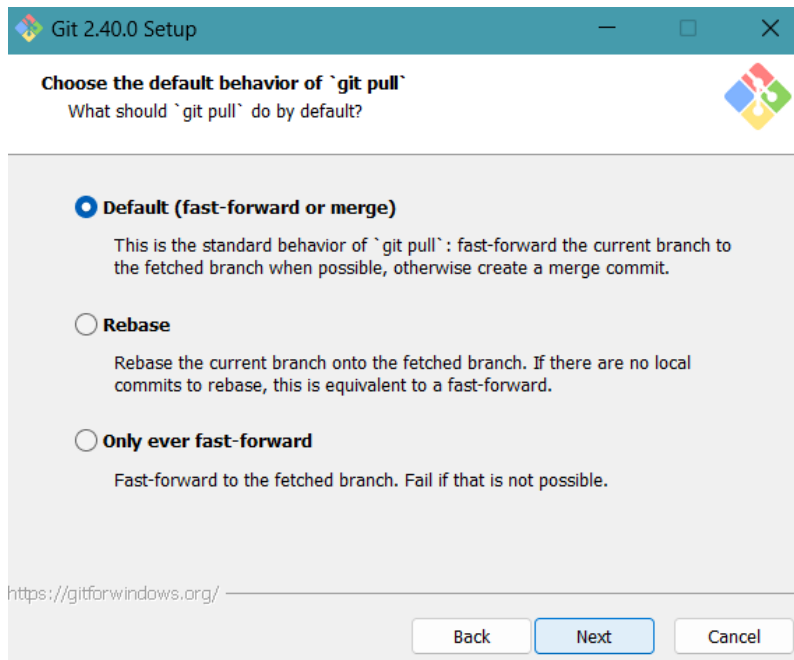 Git 2.40.0 Setup
Choose the default behavior of `git pull`
What should `git pull` do by default?
Default (fast-forward or merge)
This is the standard behavior of `git pull`: fast-forward the current branch to
the fetched branch when possible, otherwise create a merge commit.
Rebase
Rebase the current branch onto the fetched branch. If there are no local
commits to rebase, this is equivalent to a fast-forward.
Only ever fast-forward
Fast-forward to the fetched branch. Fail if that is not possible.
https://gitforwindows.org/
Back Next Cancel